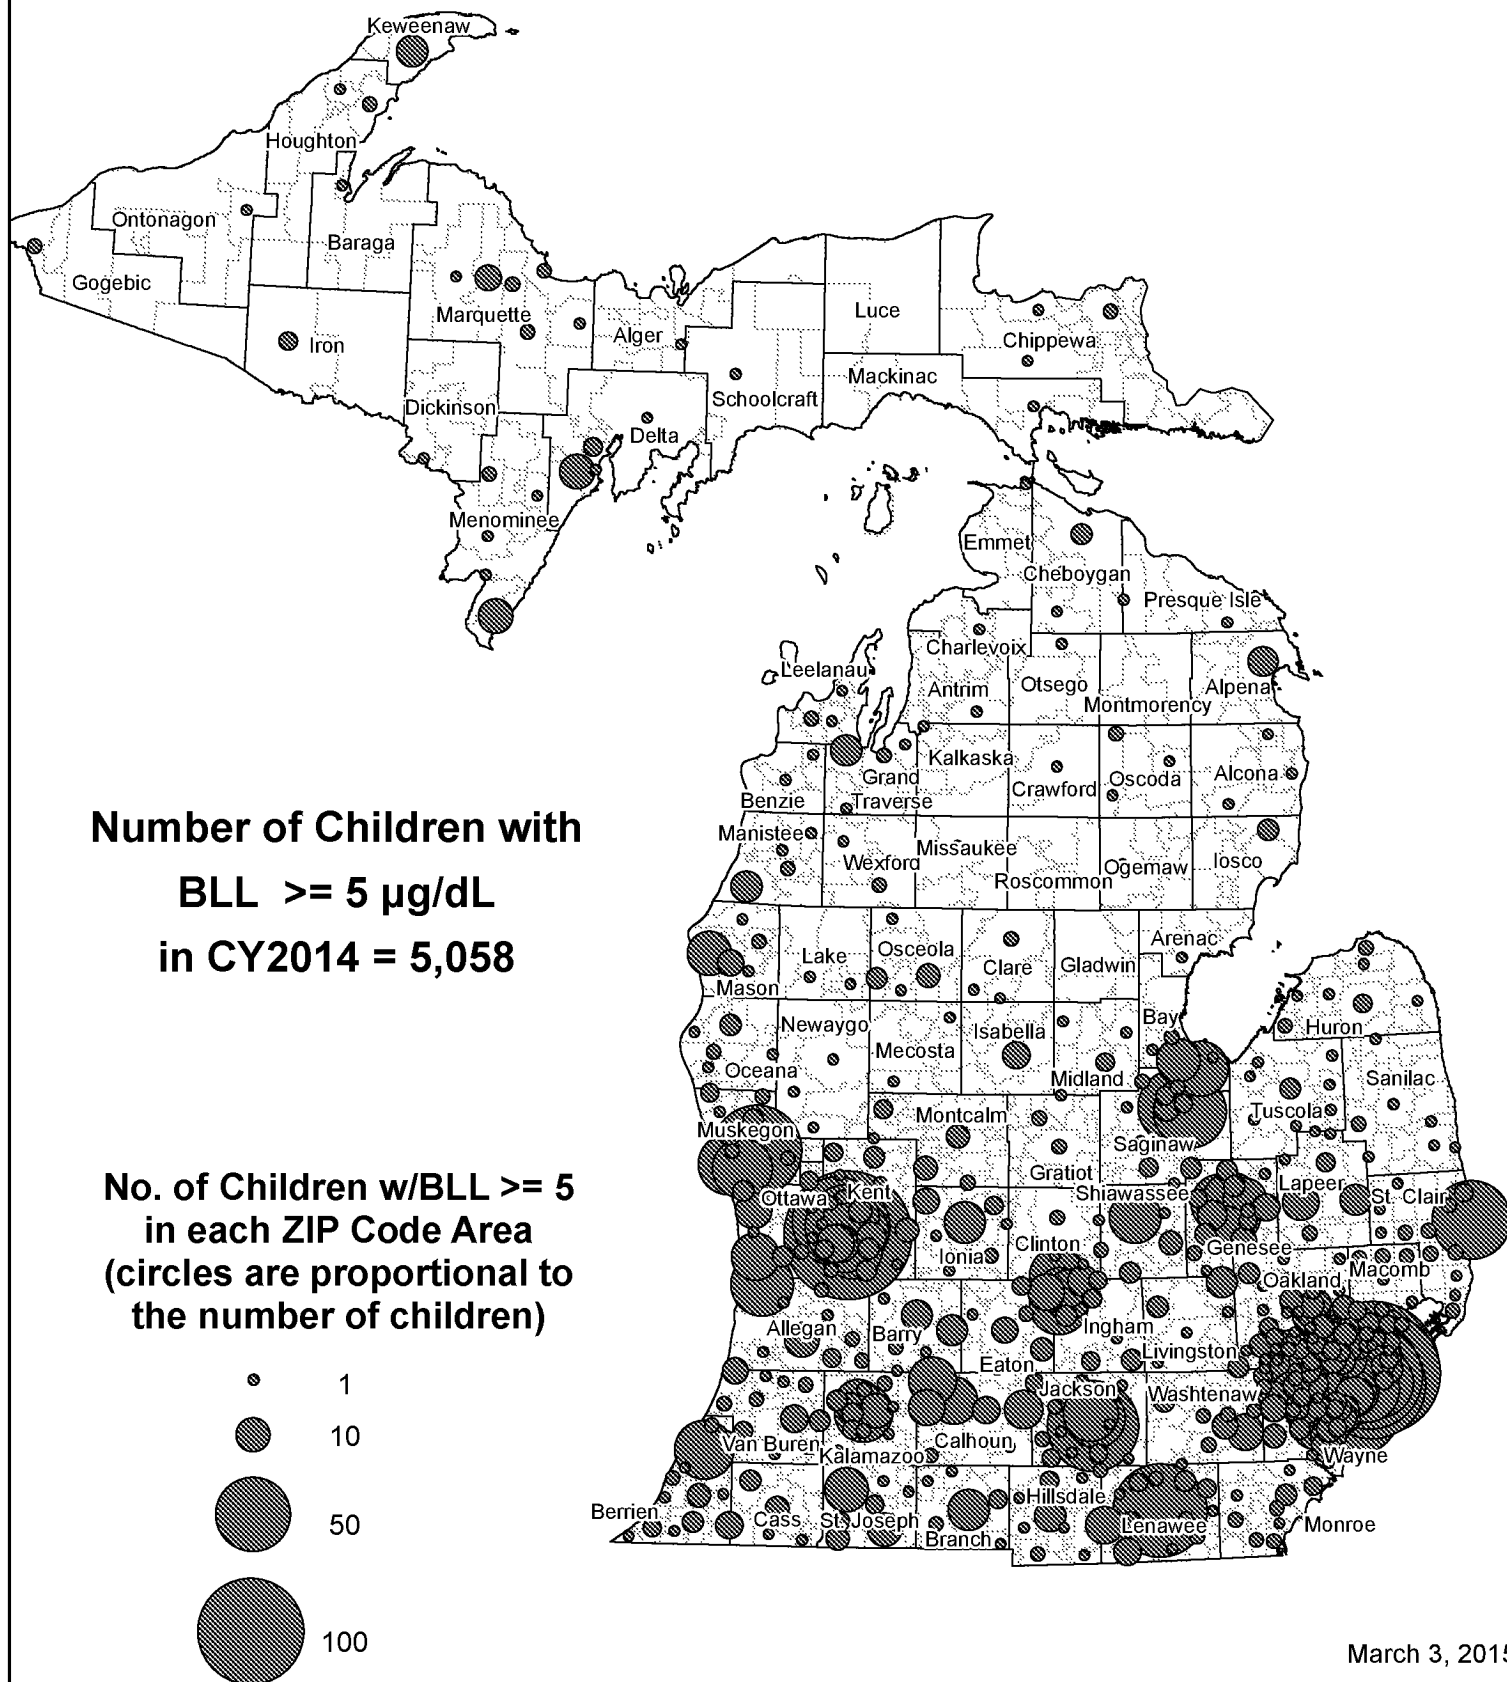 Keweenaw
Houghton
Ontonagon
Baraga
Gogebic
Marquette
Luce
Iron
Alger
Chippewa
Mackinac
Dickinson
Schoolcraft
Delta
Menominee
Emmet
Cheboygan
Presque Isle
Charlevoix
Leelanau
Antrim
Otsego
Alpena
Montmorency
Kalkaska
Grand
Traverse
Crawford
Oscoda
Alcona
Benzie
Manistee
Missaukee
Wexford
Ogemaw
Iosco
Roscommon
Number of Children with
BLL >= 5 µg/dL
in CY2014 = 5,058
Arenac
Lake
Osceola
Clare
Gladwin
Mason
Newaygo
Isabella
Bay
Huron
Mecosta
Oceana
Midland
Sanilac
Montcalm
Tuscola
Muskegon
Saginaw
Gratiot
Lapeer
Ottawa
Kent
Shiawassee
St. Clair
Ionia
Clinton
Genesee
Oakland
Macomb
Allegan
Barry
Ingham
Eaton
Livingston
Jackson
Washtenaw
Van Buren
Kalamazoo
Calhoun
Wayne
Berrien
Cass
St. Joseph
Branch
Hillsdale
Lenawee
Monroe
No. of Children w/BLL >= 5
in each ZIP Code Area
(circles are proportional to
the number of children)
1
10
50
100
March 3, 2015